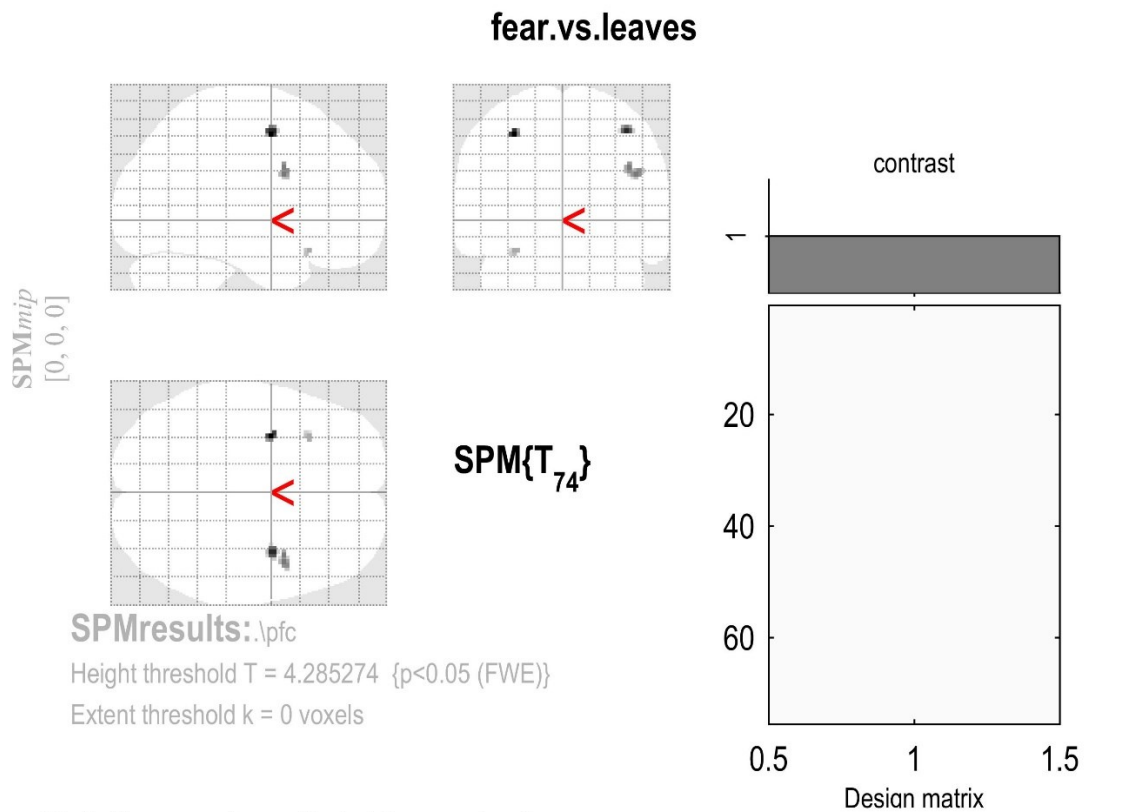 fear.vs.leaves
SPMmip
[0, 0, 0]
<
<
<
SPM{T74}
SPMresults:.\pfc
Height threshold T = 4.285274 {p<0.05 (FWE)}
Extent threshold k = 0 voxels
contrast
1
20
40
60
0.5 1 1.5
Design matrix